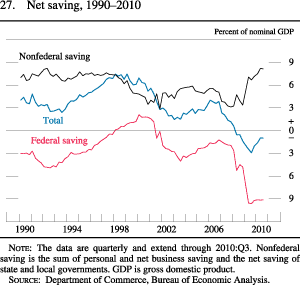 27. Net saving, 1990–2010
Percent of nominal GDP
Nonfederal saving
9
6
Total
3
+
0
–
Federal saving
3
6
9
1990 1994 1998 2002 2006 2010
NOTE: The data are quarterly and extend through 2010:Q3. Nonfederal
saving is the sum of personal and net business saving and the net saving of
state and local governments. GDP is gross domestic product.
SOURCE: Department of Commerce, Bureau of Economic Analysis.